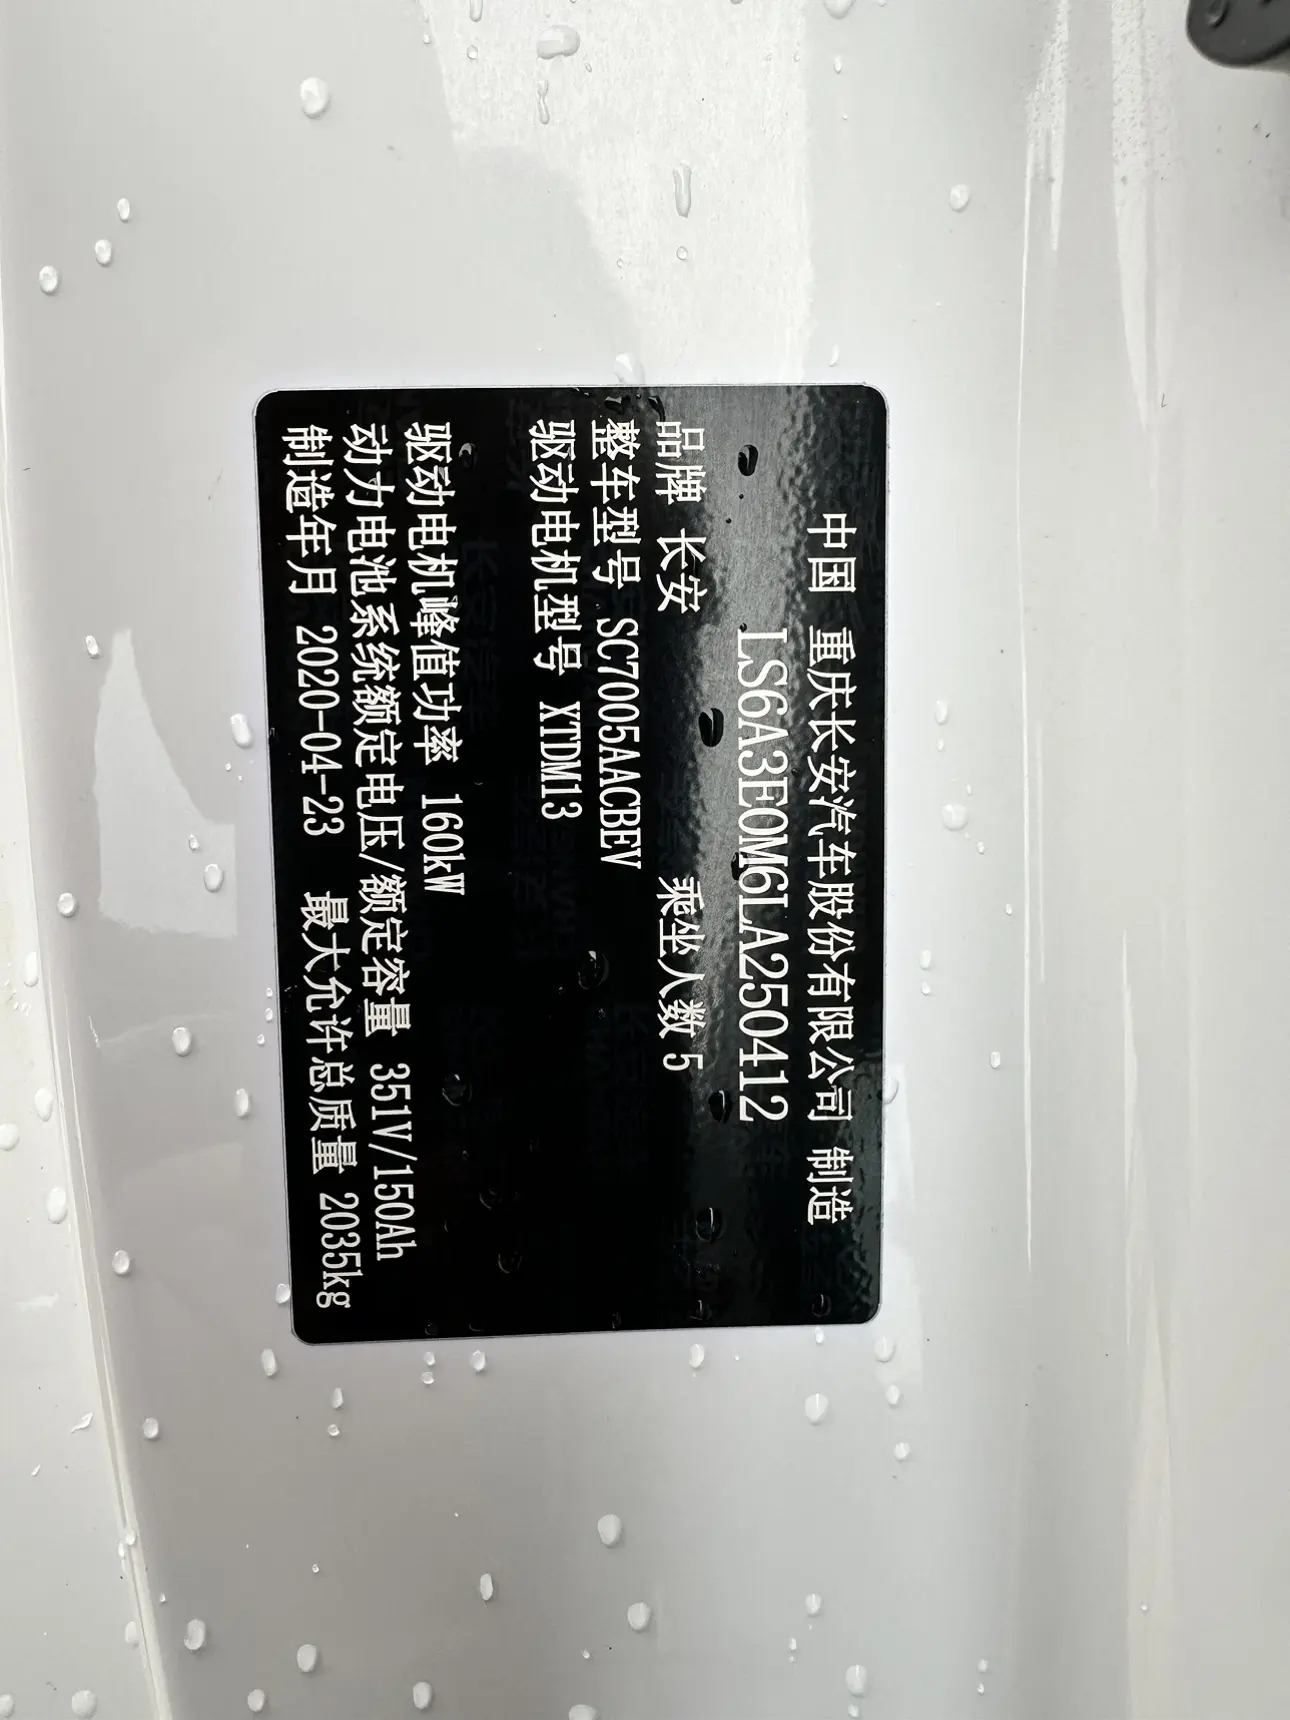 中国 重庆长安汽车股份有限公司 制造
LS6A3E0M6LA250412
品牌 长安 乘坐人数 5
整车型号 SC7005AACBEV
驱动电机型号 XTDM13
驱动电机峰值功率 160kW
动力电池系统额定电压/额定容量 351V/150Ah
制造年月 2020-04-23 最大允许总质量 2035kg